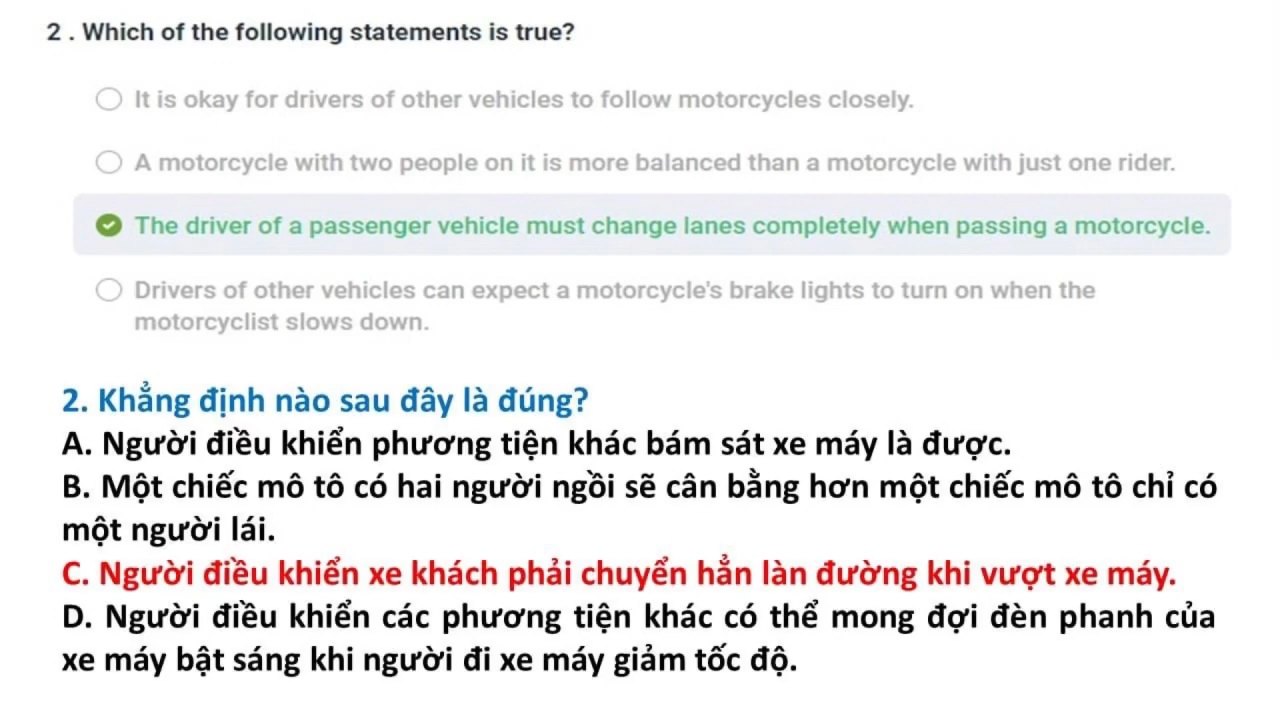 2 . Which of the following statements is true?
It is okay for drivers of other vehicles to follow motorcycles closely.
A motorcycle with two people on it is more balanced than a motorcycle with just one rider.
The driver of a passenger vehicle must change lanes completely when passing a motorcycle.
Drivers of other vehicles can expect a motorcycle's brake lights to turn on when the
motorcyclist slows down.
2. Khẳng định nào sau đây là đúng?
A. Người điều khiển phương tiện khác bám sát xe máy là được.
B. Một chiếc mô tô có hai người ngồi sẽ cân bằng hơn một chiếc mô tô chỉ có
một người lái.
C. Người điều khiển xe khách phải chuyển hẳn làn đường khi vượt xe máy.
D. Người điều khiển các phương tiện khác có thể mong đợi đèn phanh của
xe máy bật sáng khi người đi xe máy giảm tốc độ.